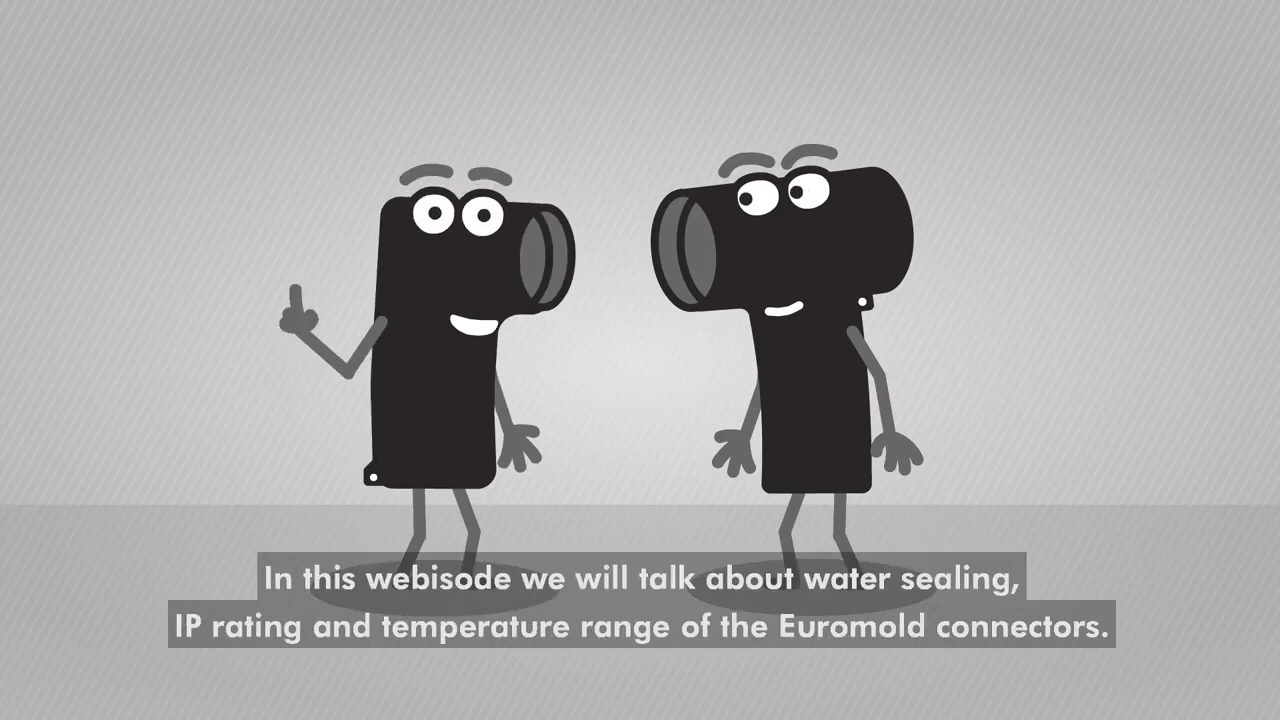 In this webisode we will talk about water sealing,
IP rating and temperature range of the Euromold connectors.